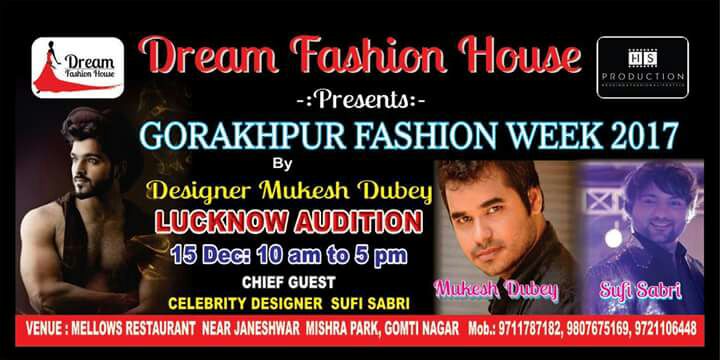 Dream
Fashion House
Dream Fashion House
HS
PRODUCTION
-:Presents:-
GORAKHPUR FASHION WEEK 2017
By
Designer Mukesh Dubey
LUCKNOW AUDITION
15 Dec: 10 am to 5 pm
CHIEF GUEST
CELEBRITY DESIGNER SUFI SABRI
Mukesh Dubey
Sufi Sabri
VENUE : MELLOWS RESTAURANT NEAR JANESHWAR MISHRA PARK, GOMTI NAGAR Mob.: 9711787182, 9807675169, 9721106448